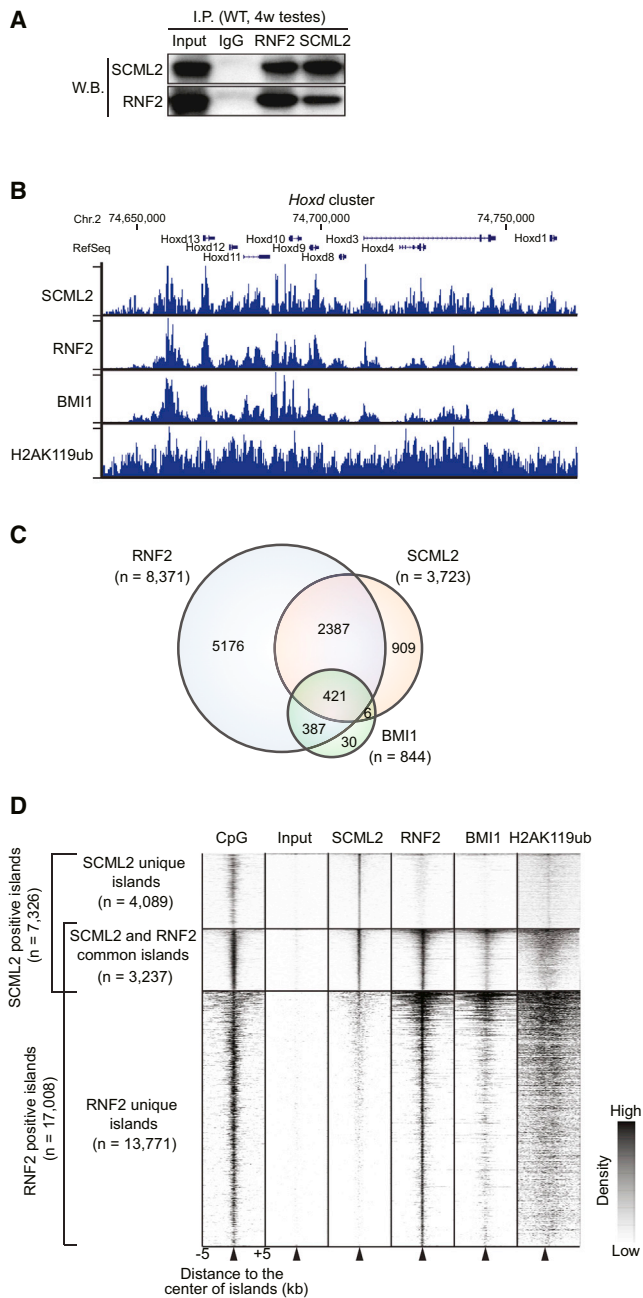 A
I.P. (WT, 4w testes)
Input IgG RNF2 SCML2
W.B.
SCML2
RNF2
B
Hoxd cluster
Chr.2 74,650,000 74,700,000 74,750,000
RefSeq
Hoxd13 Hoxd10 Hoxd3 Hoxd1
Hoxd12 Hoxd9 Hoxd4
Hoxd11 Hoxd8
SCML2
RNF2
BMI1
H2AK119ub
C
RNF2
(n = 8,371)
SCML2
(n = 3,723)
5176
2387
909
421
6
387
30
BMI1
(n = 844)
D
CpG Input SCML2 RNF2 BMI1 H2AK119ub
SCML2 positive islands
(n = 7,326)
SCML2 unique
islands
(n = 4,089)
SCML2 and RNF2
common islands
(n = 3,237)
RNF2 positive islands
(n = 17,008)
RNF2 unique
islands
(n = 13,771)
High
Density
Low
-5 +5
Distance to the
center of islands (kb)